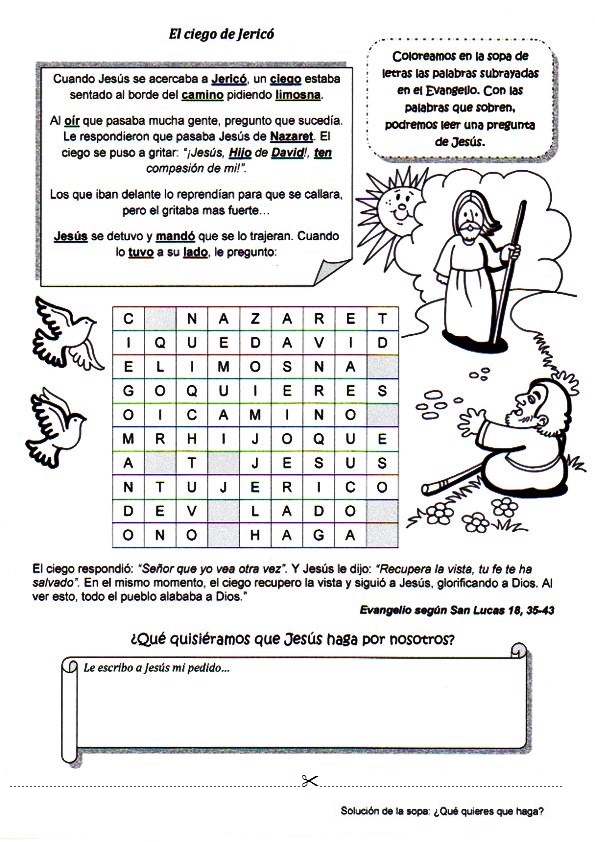 El ciego de Jericó
Cuando Jesús se acercaba a Jericó, un ciego estaba
sentado al borde del camino pidiendo limosna.
Al oír que pasaba mucha gente, pregunto que sucedía.
Le respondieron que pasaba Jesús de Nazaret. El
ciego se puso a gritar: “¡Jesús, Hijo de David!, ten
compasión de mi!”.
Los que iban delante lo reprendían para que se callara,
pero el gritaba mas fuerte…
Jesús se detuvo y mandó que se lo trajeran. Cuando
lo tuvo a su lado, le pregunto:
Coloreamos en la sopa de
letras las palabras subrayadas
en el Evangelio. Con las
palabras que sobren,
podremos leer una pregunta
de Jesús.
C N A Z A R E T
I Q U E D A V I D
E L I M O S N A
G O Q U I E R E S
O I C A M I N O
M R H I J O Q U E
A T J E S U S
N T U J E R I C O
D E V L A D O
O N O H A G A
El ciego respondió: “Señor que yo vea otra vez”. Y Jesús le dijo: “Recupera la vista, tu fe te ha
salvado”. En el mismo momento, el ciego recupero la vista y siguió a Jesús, glorificando a Dios. Al
ver esto, todo el pueblo alababa a Dios.”
Evangelio según San Lucas 18, 35-43
¿Qué quisiéramos que Jesús haga por nosotros?
Le escribo a Jesús mi pedido…
Solución de la sopa: ¿Qué quieres que haga?